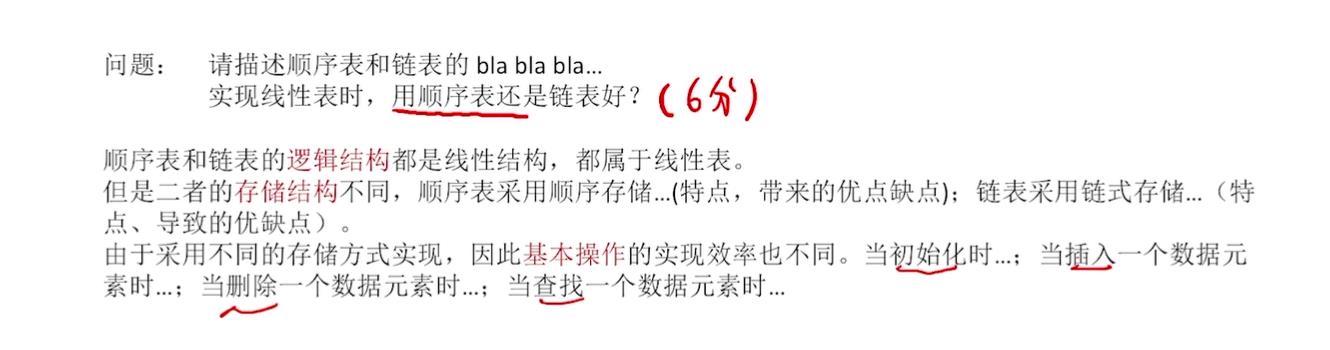 问题： 请描述顺序表和链表的 bla bla bla...
实现线性表时，用顺序表还是链表好？(6分)
顺序表和链表的逻辑结构都是线性结构，都属于线性表。
但是二者的存储结构不同，顺序表采用顺序存储...(特点，带来的优点缺点)；链表采用链式存储...（特
点、导致的优缺点）。
由于采用不同的存储方式实现，因此基本操作的实现效率也不同。当初始化时...；当插入一个数据元
素时...；当删除一个数据元素时...；当查找一个数据元素时...